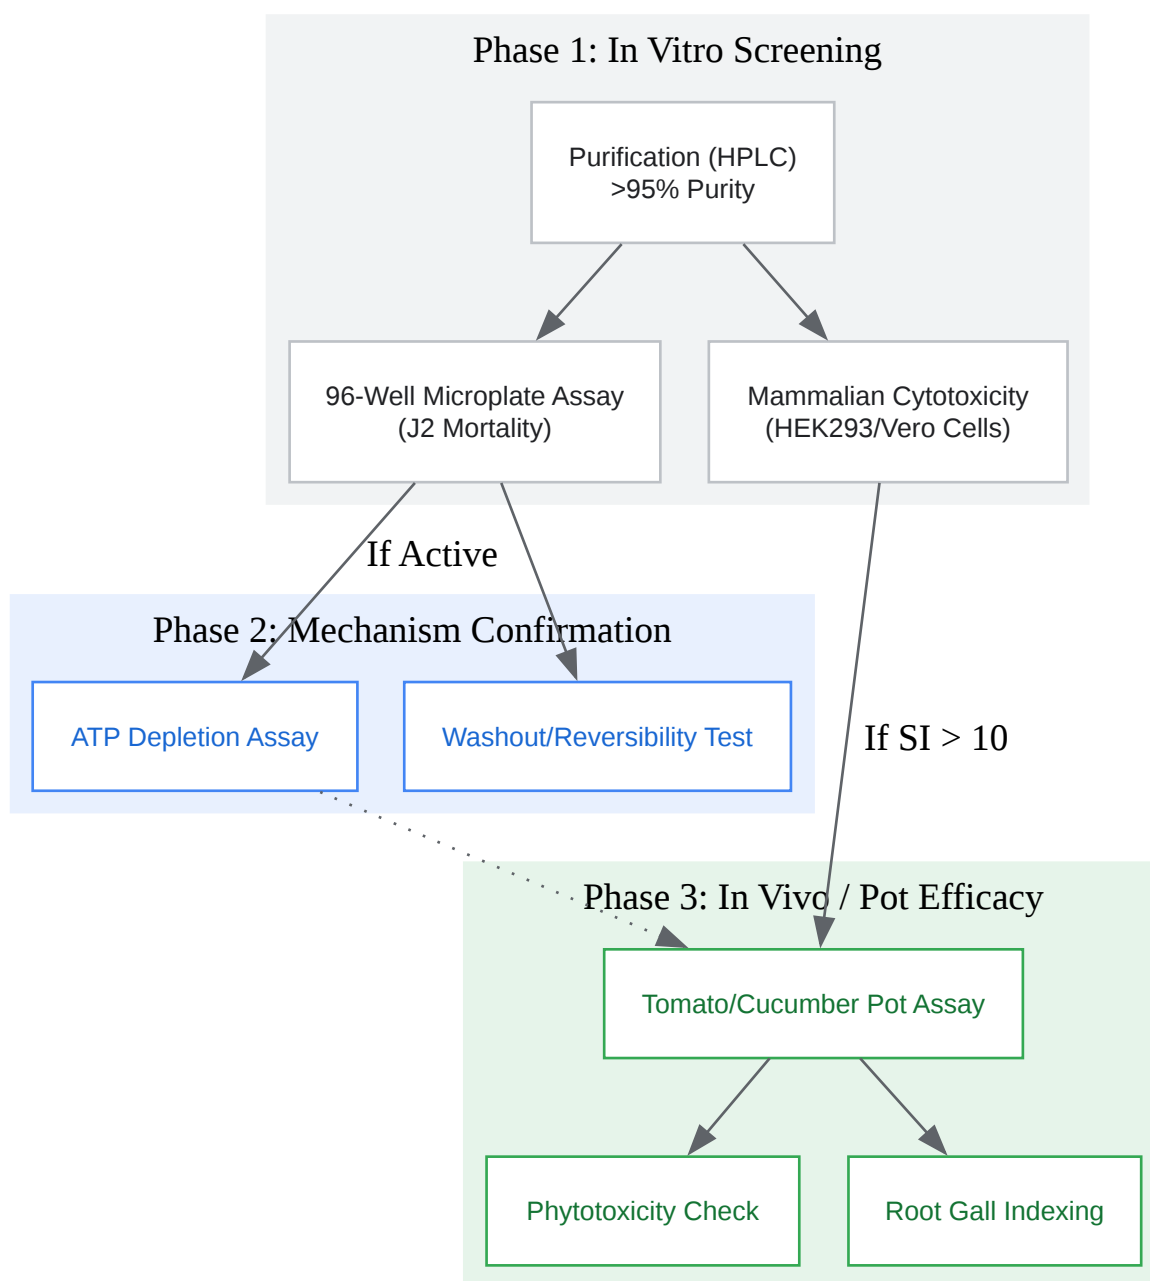 Phase 1: In Vitro Screening
Purification (HPLC)
>95% Purity
96-Well Microplate Assay
(J2 Mortality)
Mammalian Cytotoxicity
(HEK293/Vero Cells)
If Active
Phase 2: Mechanism Confirmation
ATP Depletion Assay
Washout/Reversibility Test
If SI > 10
Phase 3: In Vivo / Pot Efficacy
Tomato/Cucumber Pot Assay
Phytotoxicity Check
Root Gall Indexing